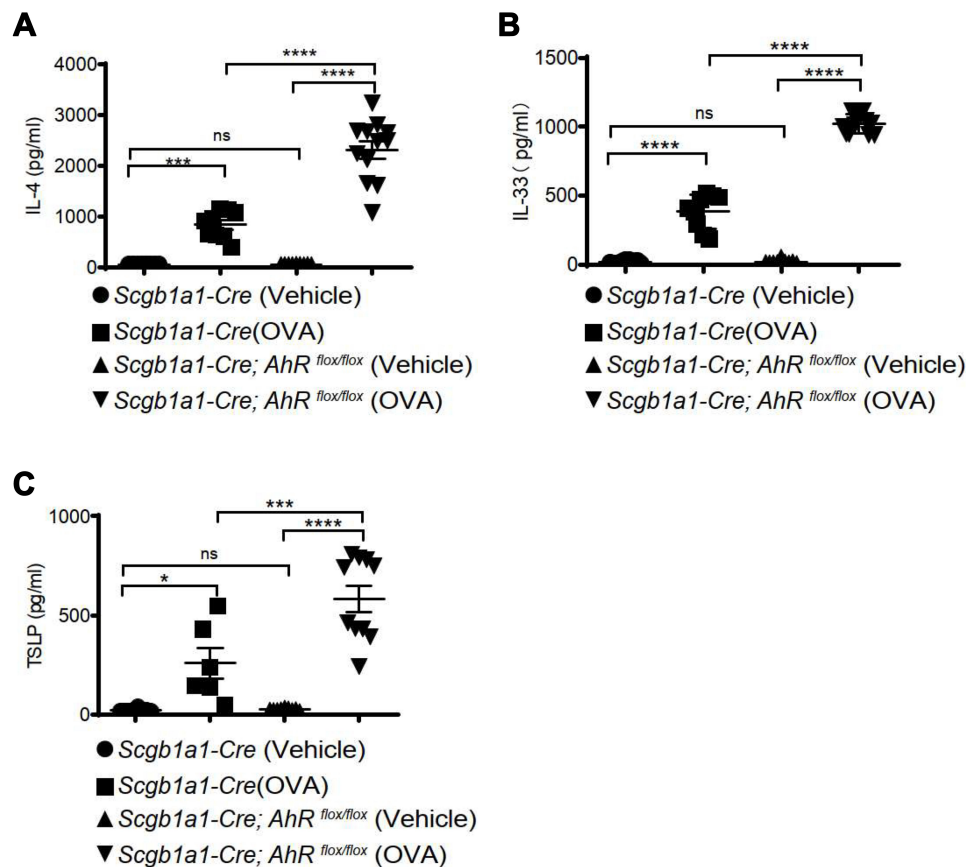 A
IL-4 (pg/ml)
4000
3000
2000
1000
0
****
****
ns
***
● Scgb1a1-Cre (Vehicle)
■ Scgb1a1-Cre(OVA)
▲ Scgb1a1-Cre; AhR flox/flox (Vehicle)
▼ Scgb1a1-Cre; AhR flox/flox (OVA)
B
IL-33 ( pg/ml)
1500
1000
500
0
****
****
ns
****
● Scgb1a1-Cre (Vehicle)
■ Scgb1a1-Cre(OVA)
▲ Scgb1a1-Cre; AhR flox/flox (Vehicle)
▼ Scgb1a1-Cre; AhR flox/flox (OVA)
C
TSLP (pg/ml)
1000
500
0
***
****
ns
*
● Scgb1a1-Cre (Vehicle)
■ Scgb1a1-Cre(OVA)
▲ Scgb1a1-Cre; AhR flox/flox (Vehicle)
▼ Scgb1a1-Cre; AhR flox/flox (OVA)